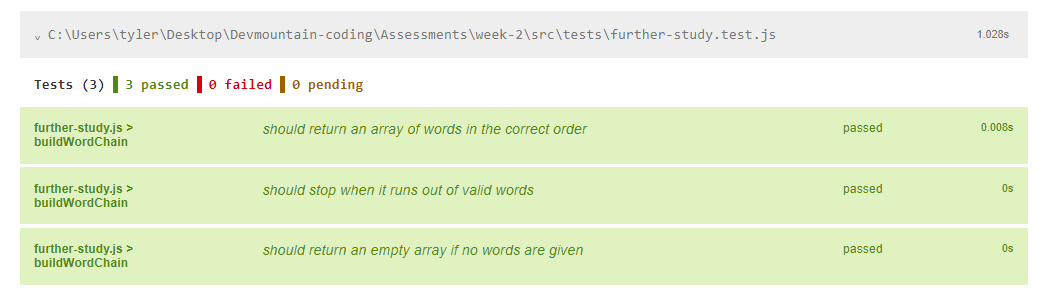 ⌄ C:\Users\tyler\Desktop\Devmountain-coding\Assessments\week-2\src\tests\further-study.test.js 1.028s
Tests (3) 3 passed 0 failed 0 pending
further-study.js > should return an array of words in the correct order passed 0.008s
buildWordChain
further-study.js > should stop when it runs out of valid words passed 0s
buildWordChain
further-study.js > should return an empty array if no words are given passed 0s
buildWordChain